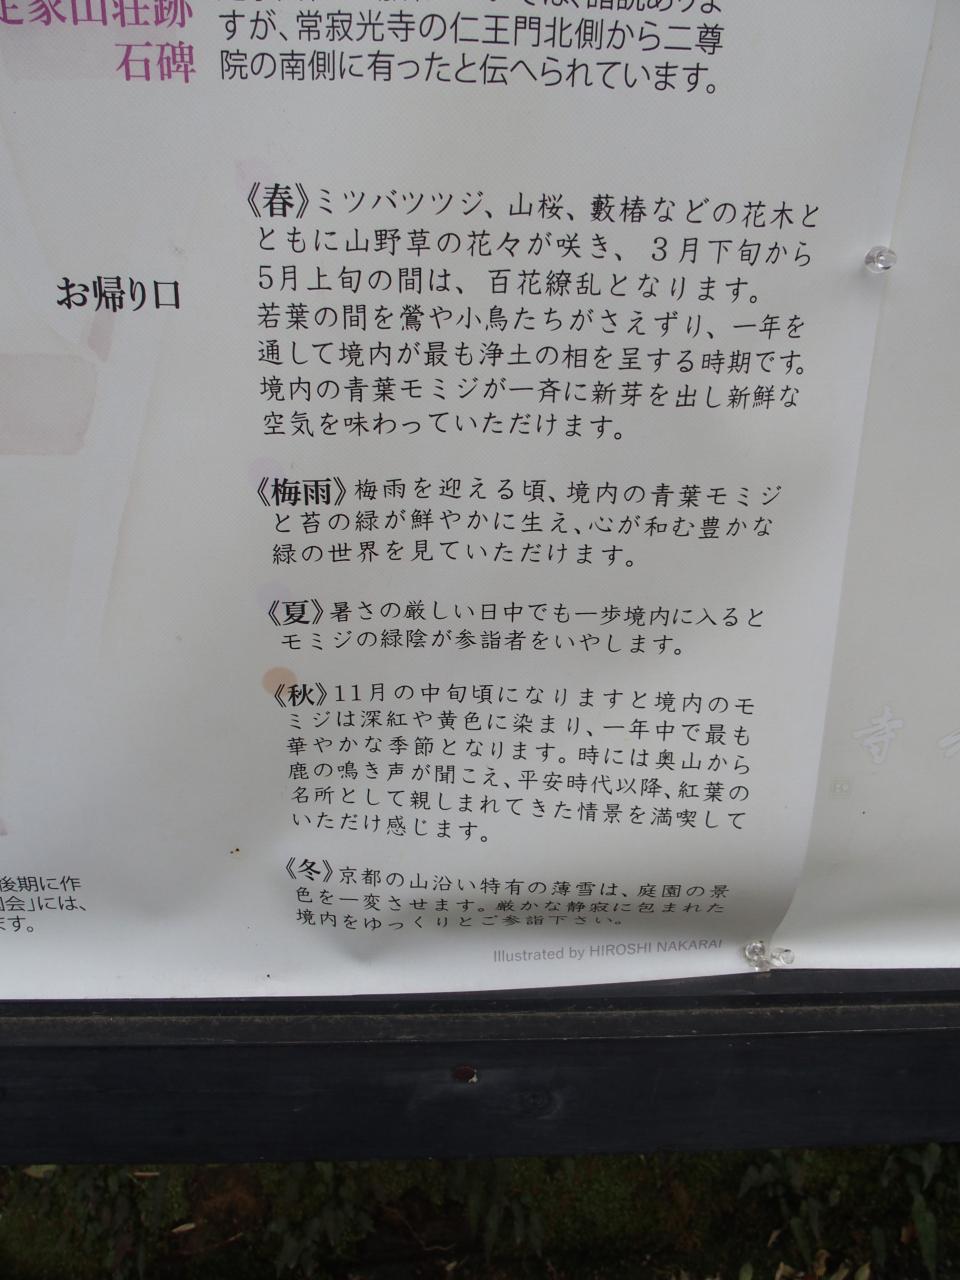 定家山荘跡
石碑
すが、常寂光寺の仁王門北側から二尊
院の南側に有ったと伝へられています。
お帰り口
《春》ミツバツツジ、山桜、藪椿などの花木と
ともに山野草の花々が咲き、3月下旬から
5月上旬の間は、百花繚乱となります。
若葉の間を鶯や小鳥たちがさえずり、一年を
通して境内が最も浄土の相を呈する時期です。
境内の青葉モミジが一斉に新芽を出し新鮮な
空気を味わっていただけます。
《梅雨》梅雨を迎える頃、境内の青葉モミジ
と苔の緑が鮮やかに生え、心が和む豊かな
緑の世界を見ていただけます。
《夏》暑さの厳しい日中でも一歩境内に入ると
モミジの緑陰が参詣者をいやします。
《秋》11月の中旬頃になりますと境内のモ
ミジは深紅や黄色に染まり、一年中で最も
華やかな季節となります。時には奥山から
鹿の鳴き声が聞こえ、平安時代以降、紅葉の
名所として親しまれてきた情景を満喫して
いただけ感じます。
《冬》京都の山沿い特有の薄雪は、庭園の景
色を一変させます。厳かな静寂に包まれた
境内をゆっくりとご参詣下さい。
後期に作
会」には、
ます。
Illustrated by HIROSHI NAKARAI
寺